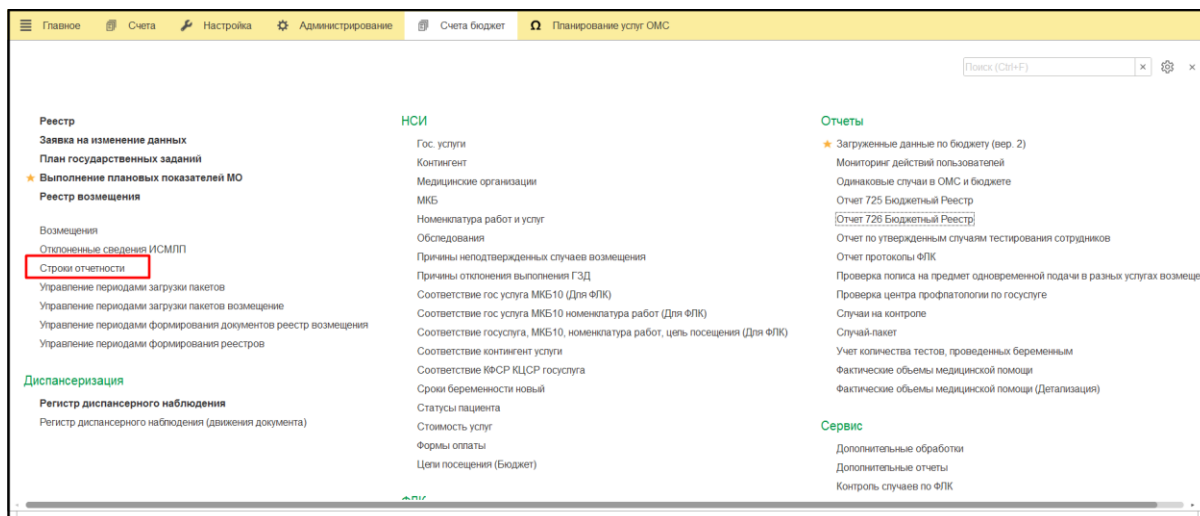 Главное Счета Настройка Администрирование Счета бюджет Планирование услуг ОМС
Поиск (Ctrl+F)
Реестр
Заявка на изменение данных
План государственных заданий
Выполнение плановых показателей МО
Реестр возмещения
Возмещения
Отклоненные сведения ИСМЛП
Строки отчетности
Управление периодами загрузки пакетов
Управление периодами загрузки пакетов возмещение
Управление периодами формирования документов реестр возмещения
Управление периодами формирования реестров
Диспансеризация
Регистр диспансерного наблюдения
Регистр диспансерного наблюдения (движения документа)
НСИ
Гос. услуги
Контингент
Медицинские организации
МКБ
Номенклатура работ и услуг
Обследования
Причины неподтвержденных случаев возмещения
Причины отклонения выполнения ГЗД
Соответствие гос услуга МКБ10 (Для ФЛК)
Соответствие гос услуга МКБ10 номенклатура работ (Для ФЛК)
Соответствие госуслуга, МКБ10, номенклатура работ, цель посещения (Для ФЛК)
Соответствие контингент услуги
Соответствие КФСР КЦСР госуслуга
Сроки беременности новый
Статусы пациента
Стоимость услуг
Формы оплаты
Цели посещения (Бюджет)
ФЛК
Отчеты
Загруженные данные по бюджету (вер. 2)
Мониторинг действий пользователей
Одинаковые случаи в ОМС и бюджете
Отчет 725 Бюджетный Реестр
Отчет 726 Бюджетный Реестр
Отчет по утвержденным случаям тестирования сотрудников
Отчет протоколы ФЛК
Проверка полиса на предмет одновременной подачи в разных услугах возмеще
Проверка центра профпатологии по госуслуге
Случаи на контроле
Случай-пакет
Учет количества тестов, проведенных беременным
Фактические объемы медицинской помощи
Фактические объемы медицинской помощи (Детализация)
Сервис
Дополнительные обработки
Дополнительные отчеты
Контроль случаев по ФЛК